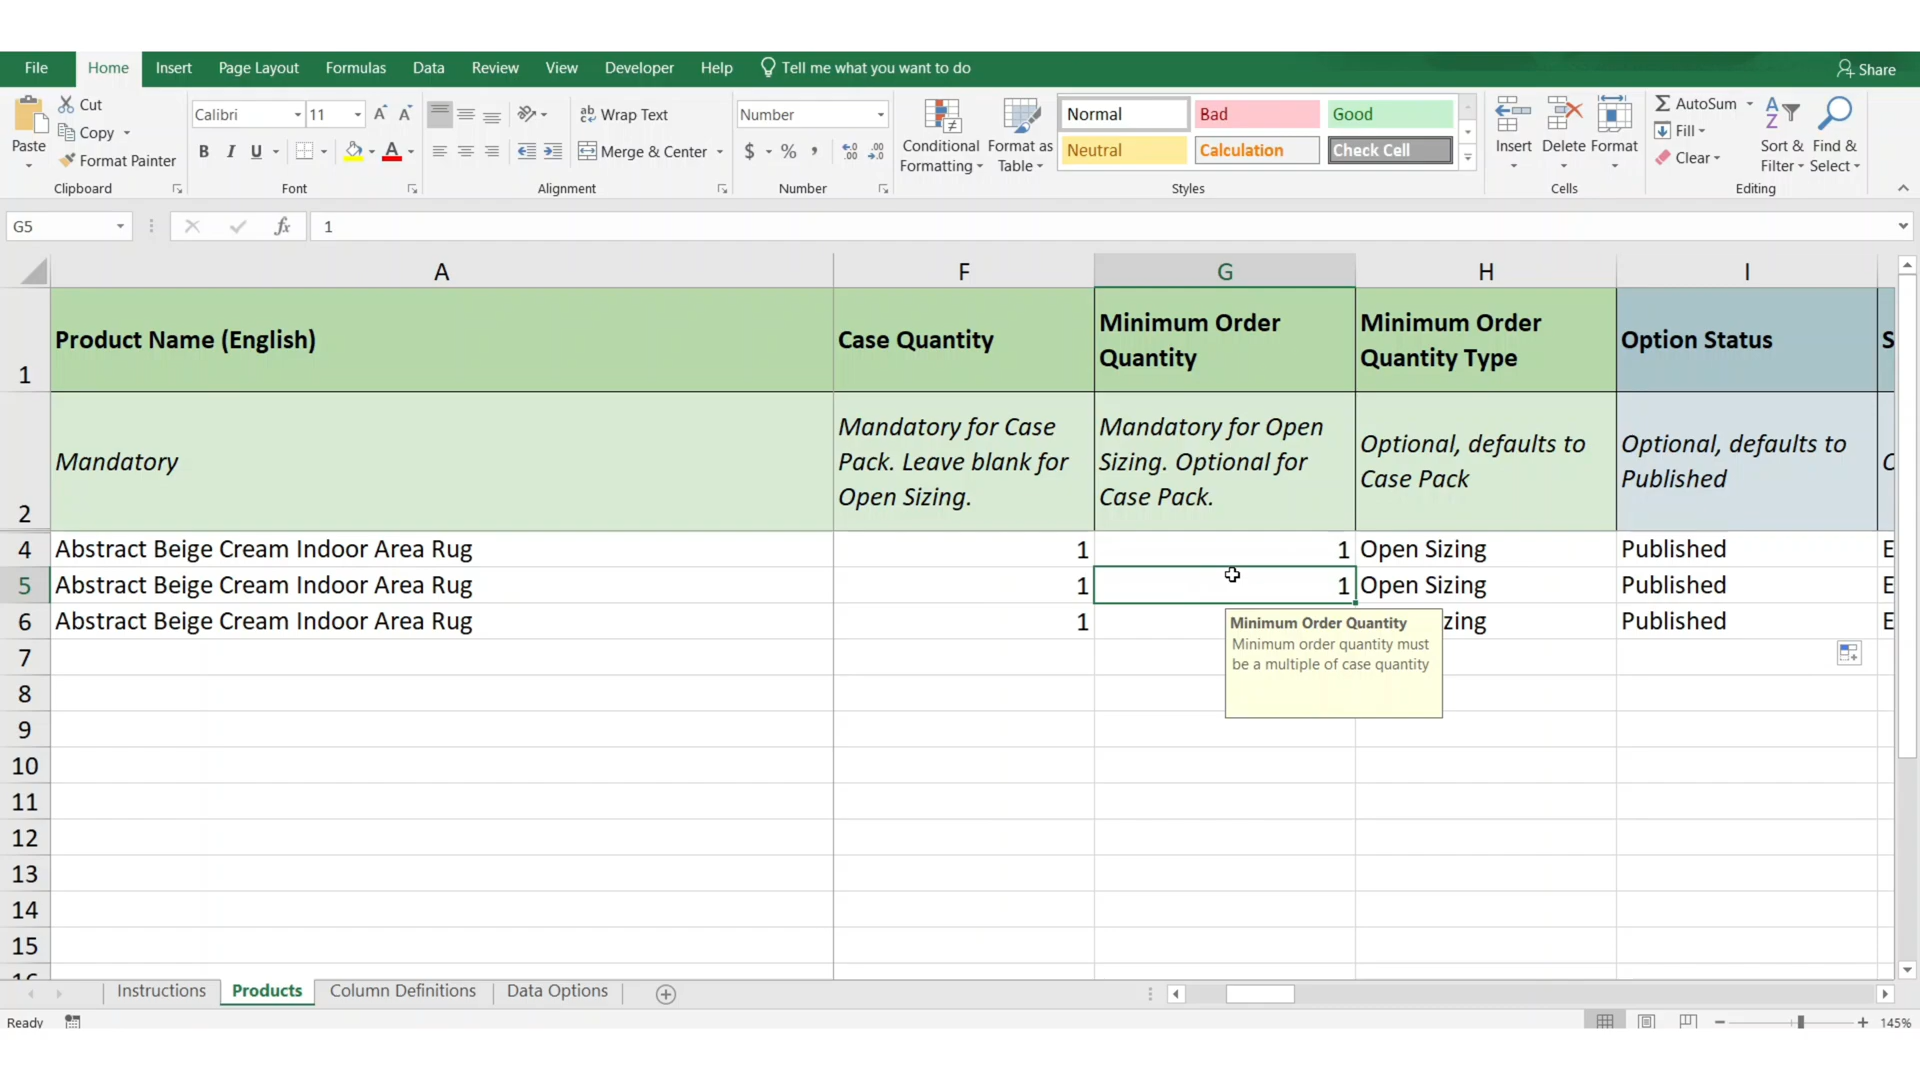 File Home Insert Page Layout Formulas Data Review View Developer Help Tell me what you want to do Share
Paste
Cut
Copy
Format Painter
Clipboard
Calibri 11 A A
B I U A
Font
ab
c Wrap Text
Merge & Center
Alignment
Number
$ % ,
Number
Conditional
Formatting
Format as
Table
Normal Bad Good
Neutral Calculation Check Cell
Styles
Insert Delete Format
Cells
Σ AutoSum
Fill
Clear
A
Z
Sort &
Filter
Find &
Select
Editing
G5 fx 1
A F G H I
1 Product Name (English) Case Quantity Minimum Order
Quantity Minimum Order
Quantity Type Option Status S
2 Mandatory Mandatory for Case
Pack. Leave blank for
Open Sizing. Mandatory for Open
Sizing. Optional for
Case Pack. Optional, defaults to
Case Pack Optional, defaults to
Published
4 Abstract Beige Cream Indoor Area Rug 1 1 Open Sizing Published E
5 Abstract Beige Cream Indoor Area Rug 1 1 Open Sizing Published E
6 Abstract Beige Cream Indoor Area Rug 1 zing Published E
Minimum Order Quantity
Minimum order quantity must
be a multiple of case quantity
7
8
9
10
11
12
13
14
15
Instructions Products Column Definitions Data Options
Ready 145%